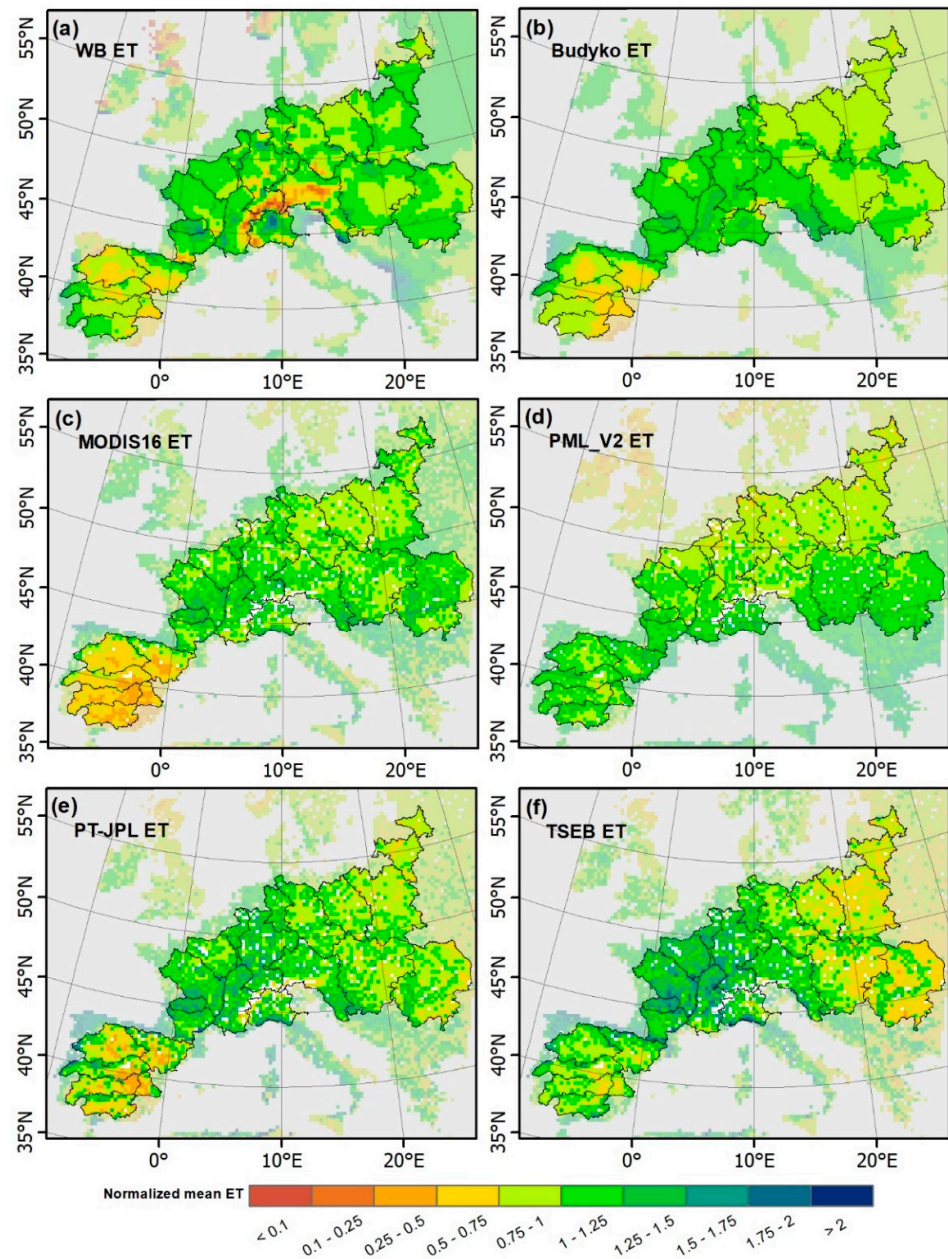 (a)
WB ET
(b)
Budyko ET
55°N
50°N
45°N
40°N
35°N
55°N
50°N
45°N
40°N
35°N
0°
10°E
20°E
0°
10°E
20°E
(c)
MODIS16 ET
(d)
PML_V2 ET
55°N
50°N
45°N
40°N
35°N
55°N
50°N
45°N
40°N
35°N
0°
10°E
20°E
0°
10°E
20°E
(e)
PT-JPL ET
(f)
TSEB ET
55°N
50°N
45°N
40°N
35°N
55°N
50°N
45°N
40°N
35°N
0°
10°E
20°E
0°
10°E
20°E
Normalized mean ET
< 0.1
0.1 - 0.25
0.25 - 0.5
0.5 - 0.75
0.75 - 1
1 - 1.25
1.25 - 1.5
1.5 - 1.75
1.75 - 2
> 2